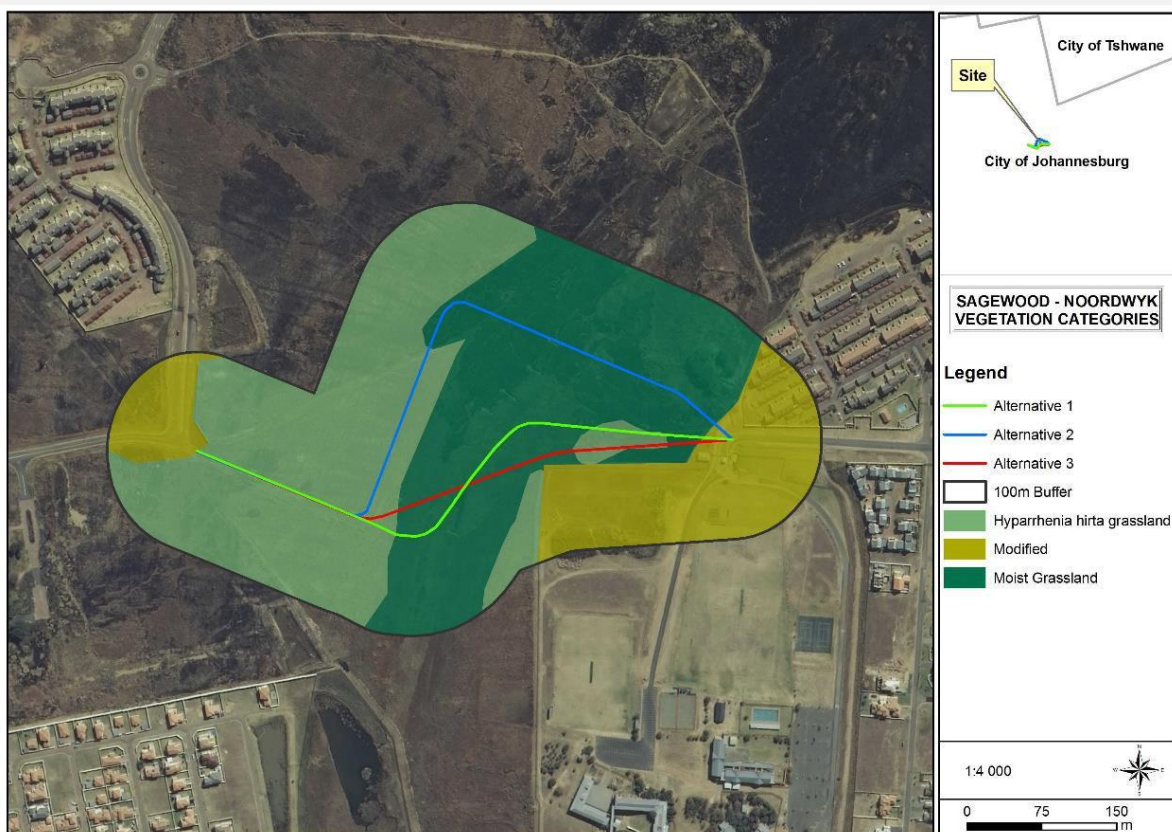 City of Tshwane
Site
City of Johannesburg
SAGEWOOD - NOORDWYK
VEGETATION CATEGORIES
Legend
Alternative 1
Alternative 2
Alternative 3
100m Buffer
Hyparrhenia hirta grassland
Modified
Moist Grassland
1:4 000
N
W
E
S
0 75 150
m